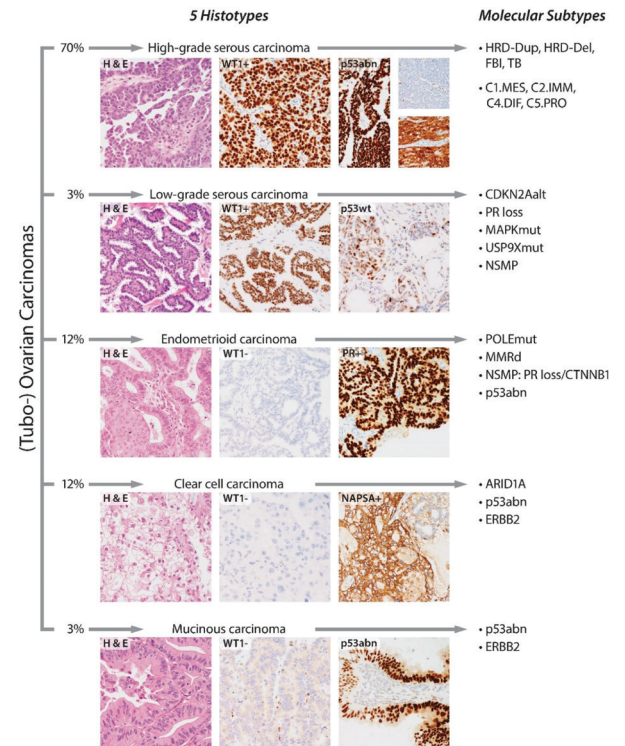 5 Histotypes
Molecular Subtypes
(Tubo-) Ovarian Carcinomas
70%
High-grade serous carcinoma
H & E
WT1+
p53abn
• HRD-Dup, HRD-Del,
FBI, TB
• C1.MES, C2.IMM,
C4.DIF, C5.PRO
3%
Low-grade serous carcinoma
H & E
WT1+
p53wt
• CDKN2Aalt
• PR loss
• MAPKmut
• USP9Xmut
• NSMP
12%
Endometrioid carcinoma
H & E
WT1-
PR+
• POLEmut
• MMRd
• NSMP: PR loss/CTNNB1
• p53abn
12%
Clear cell carcinoma
H & E
WT1-
NAPSA+
• ARID1A
• p53abn
• ERBB2
3%
Mucinous carcinoma
H & E
WT1-
p53abn
• p53abn
• ERBB2